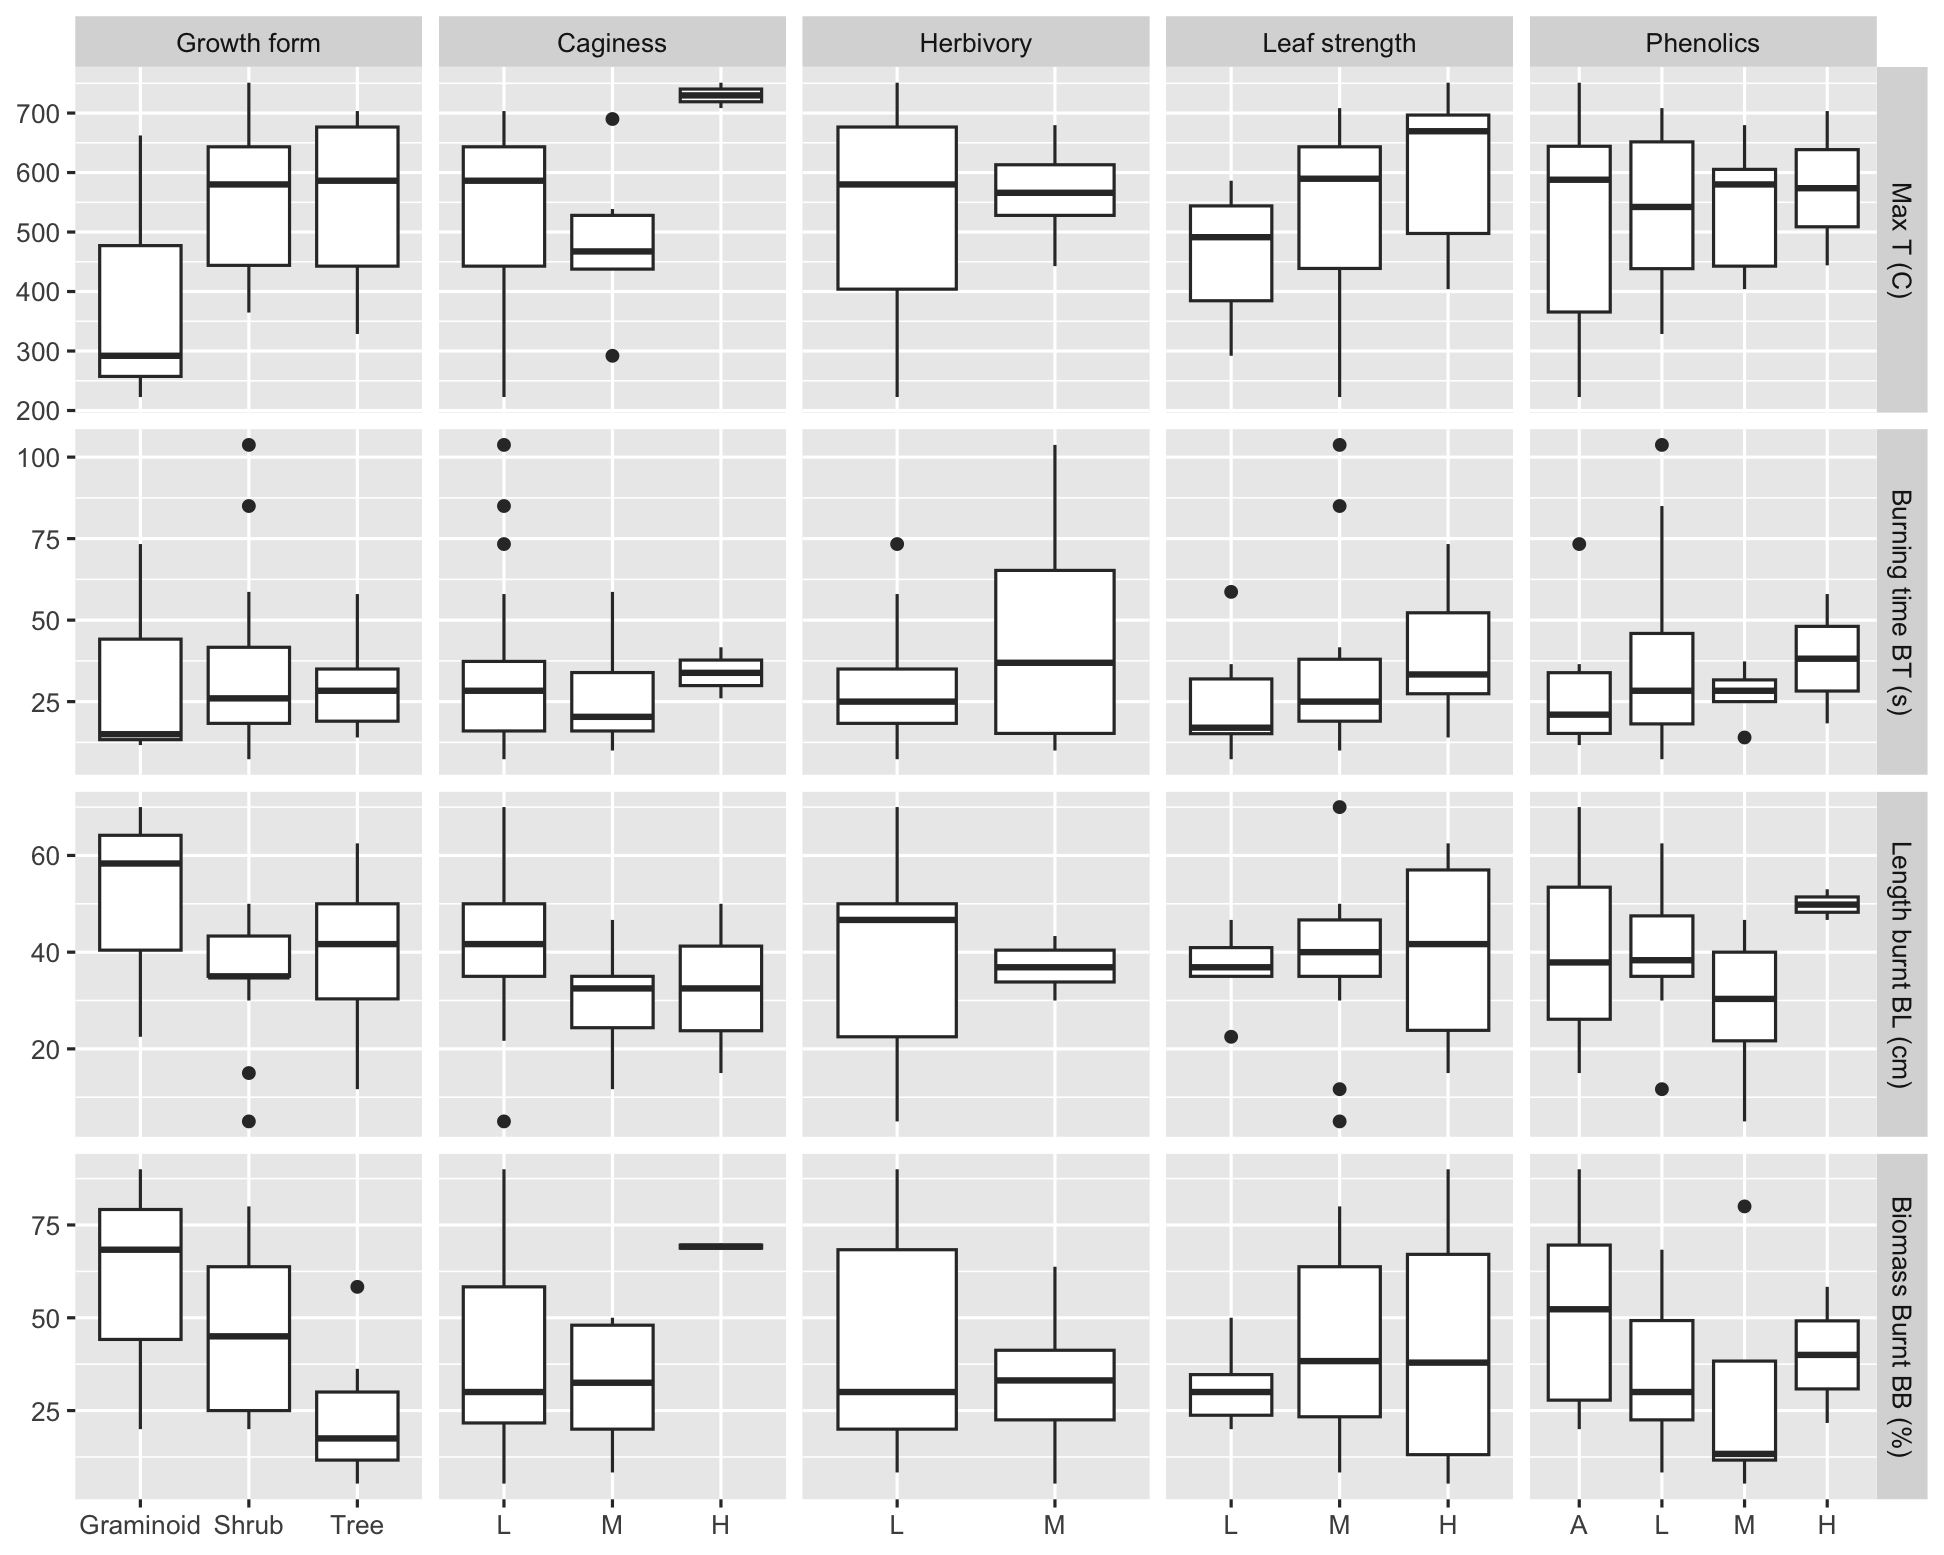 Growth form Caginess Herbivory Leaf strength Phenolics
700
600
500
400
300
200
Max T (C)
100
75
50
25
Burning time BT (s)
60
40
20
Length burnt BL (cm)
75
50
25
Biomass Burnt BB (%)
Graminoid Shrub Tree L M H L M L M H A L M H